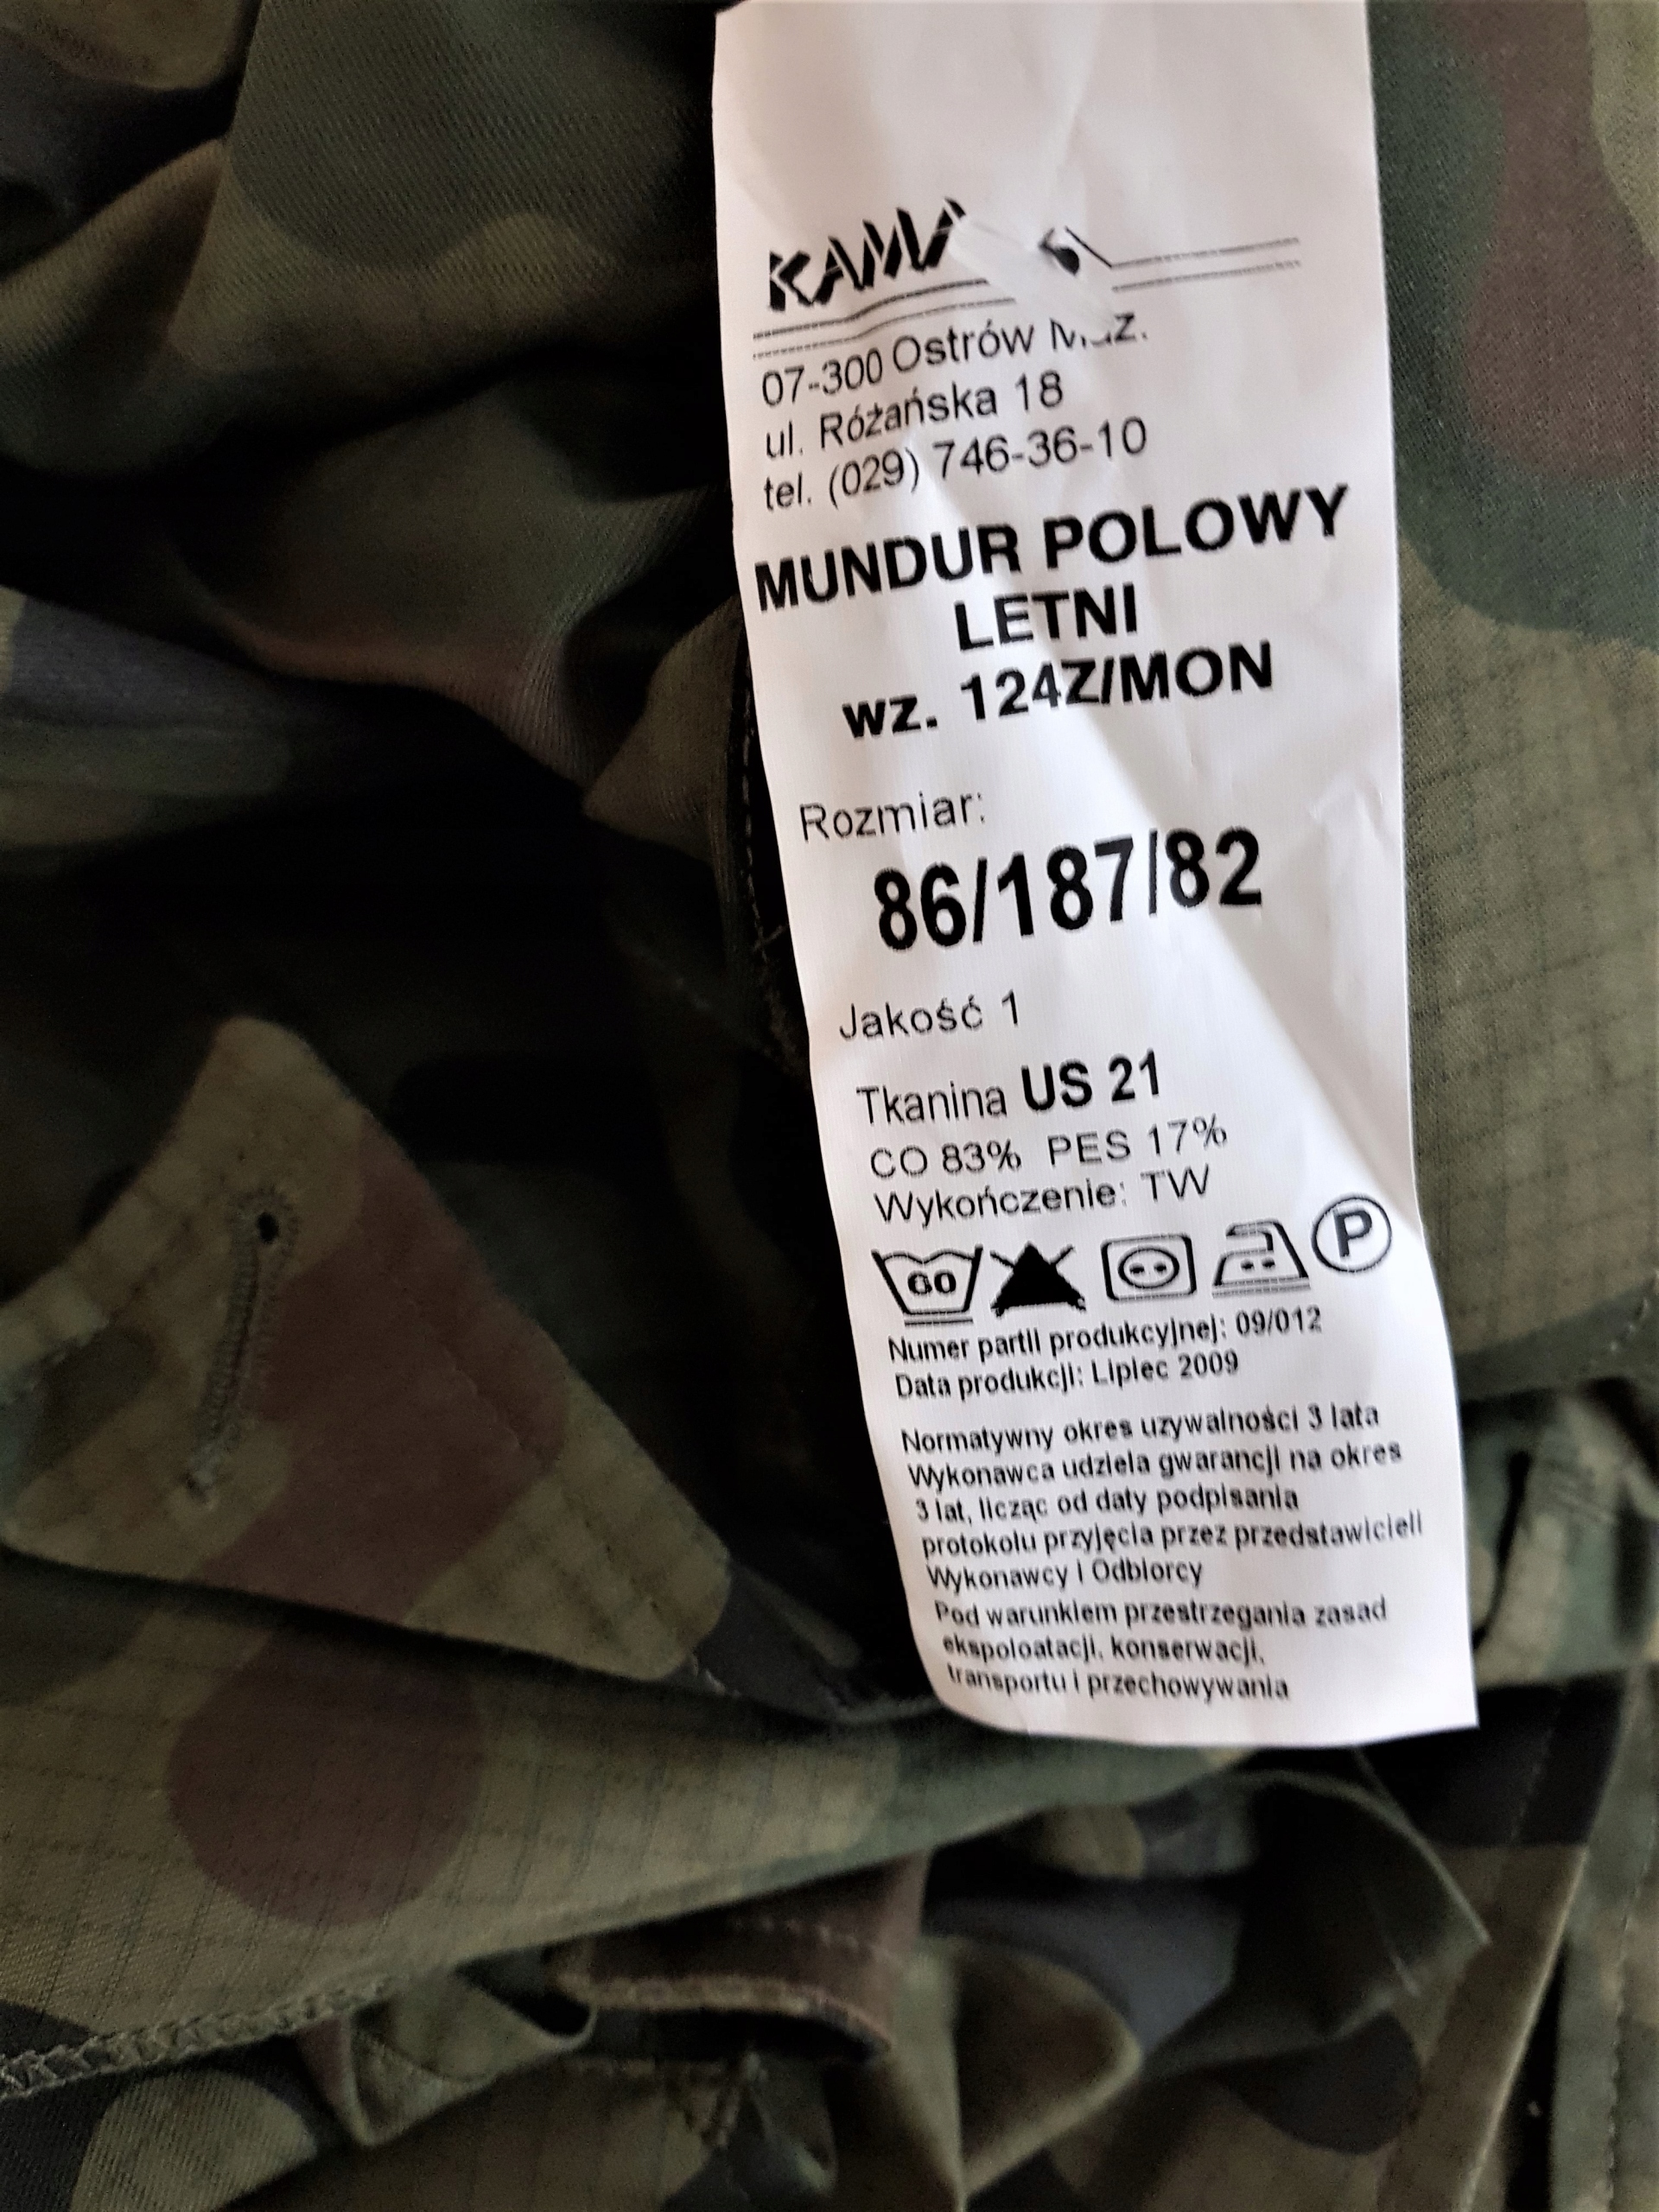 07-300 Ostrów
ul. Różańska 18
tel. (029) 746-36-10
MUNDUR POLOWY
LETNI
wz. 124Z/MON
Rozmiar:
86/187/82
Jakość 1
Tkanina US 21
CO 83% PES 17%
Wykończenie: TW
60
P
Numer partii produkcyjnej: 09/012
Data produkcji: Lipiec 2009
Normatywny okres używalności 3 lata
Wykonawca udziela gwarancji na okres
3 lat, licząc od daty podpisania
protokołu przyjęcia przez przedstawicieli
Wykonawcy i Odbiorcy
Pod warunkiem przestrzegania zasad
ekspoloatacji, konserwacji,
transportu i przechowywania